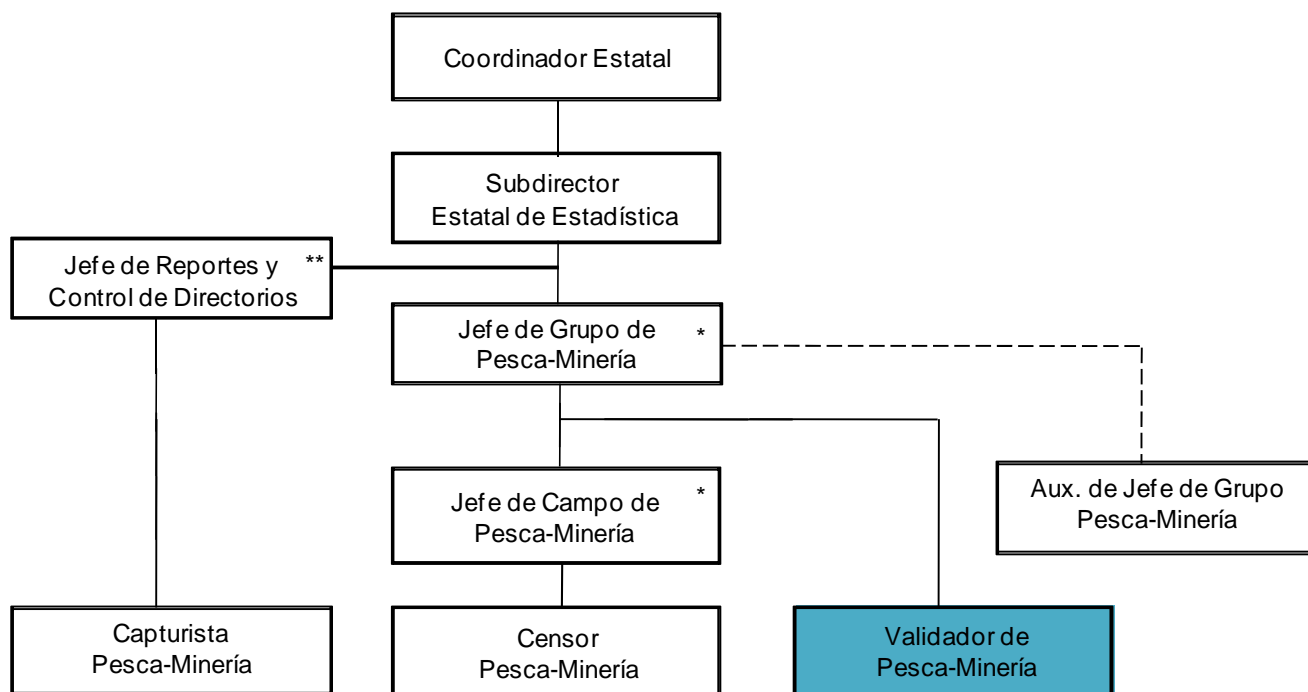 Coordinador Estatal
Subdirector
Estatal de Estadística
Jefe de Reportes y **
Control de Directorios
Jefe de Grupo de *
Pesca-Minería
Jefe de Campo de *
Pesca-Minería
Aux. de Jefe de Grupo
Pesca-Minería
Capturista
Pesca-Minería
Censor
Pesca-Minería
Validador de
Pesca-Minería